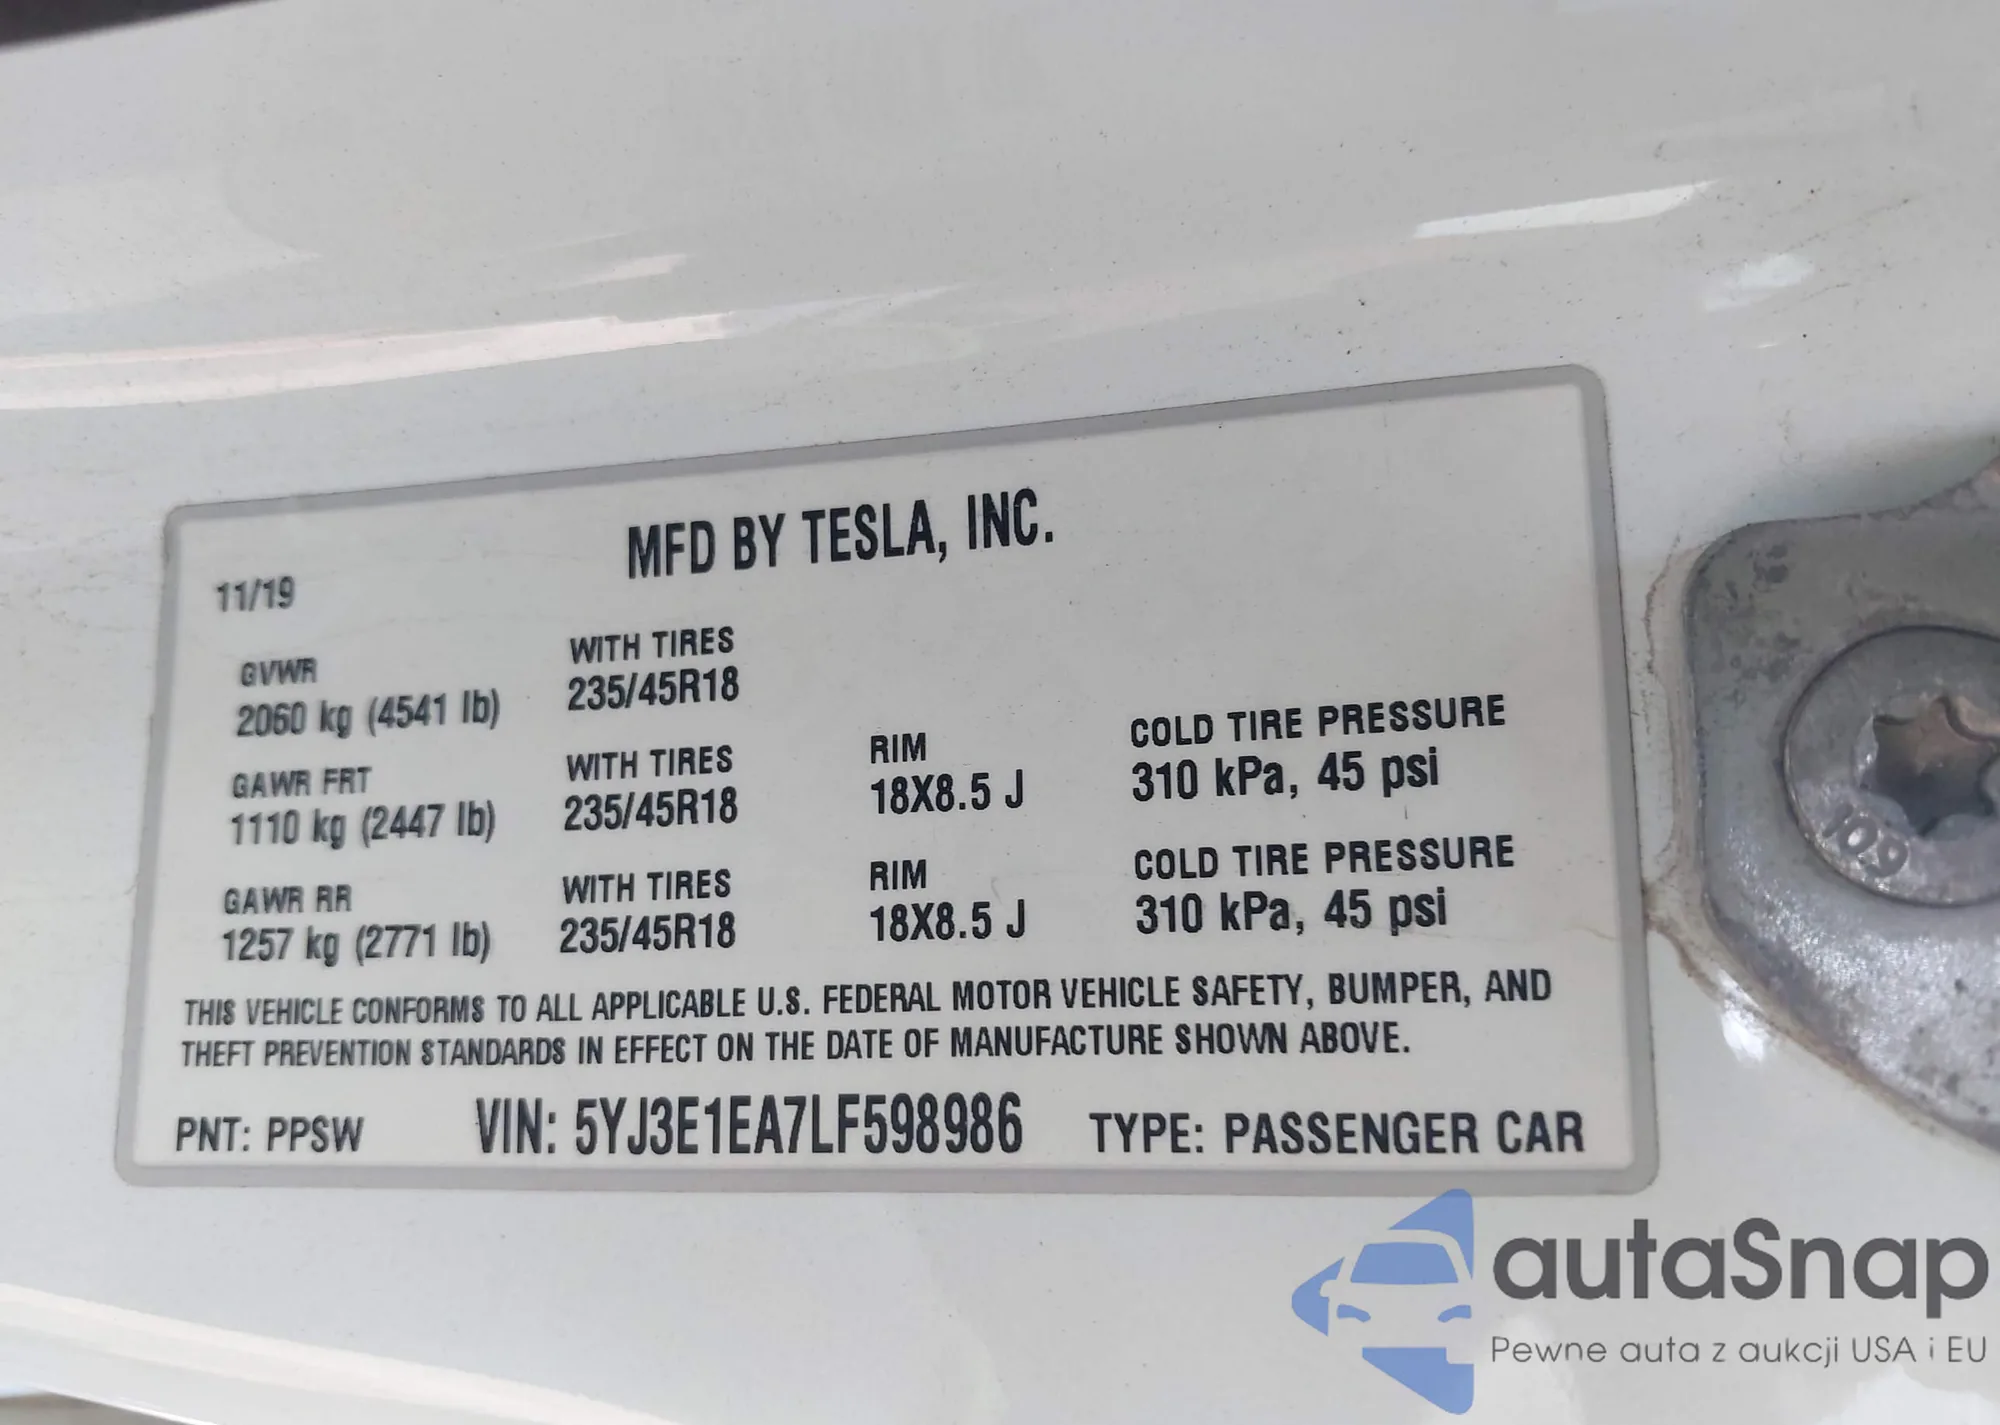 MFD BY TESLA, INC.
11/19
GVWR
2060 kg (4541 lb)
WITH TIRES
235/45R18
GAWR FRT
1110 kg (2447 lb)
WITH TIRES
235/45R18
RIM
18X8.5 J
COLD TIRE PRESSURE
310 kPa, 45 psi
GAWR RR
1257 kg (2771 lb)
WITH TIRES
235/45R18
RIM
18X8.5 J
COLD TIRE PRESSURE
310 kPa, 45 psi
THIS VEHICLE CONFORMS TO ALL APPLICABLE U.S. FEDERAL MOTOR VEHICLE SAFETY, BUMPER, AND
THEFT PREVENTION STANDARDS IN EFFECT ON THE DATE OF MANUFACTURE SHOWN ABOVE.
PNT: PPSW
VIN: 5YJ3E1EA7LF598986
TYPE: PASSENGER CAR
10.9
autaSnap
Pewne auta z aukcji USA i EU